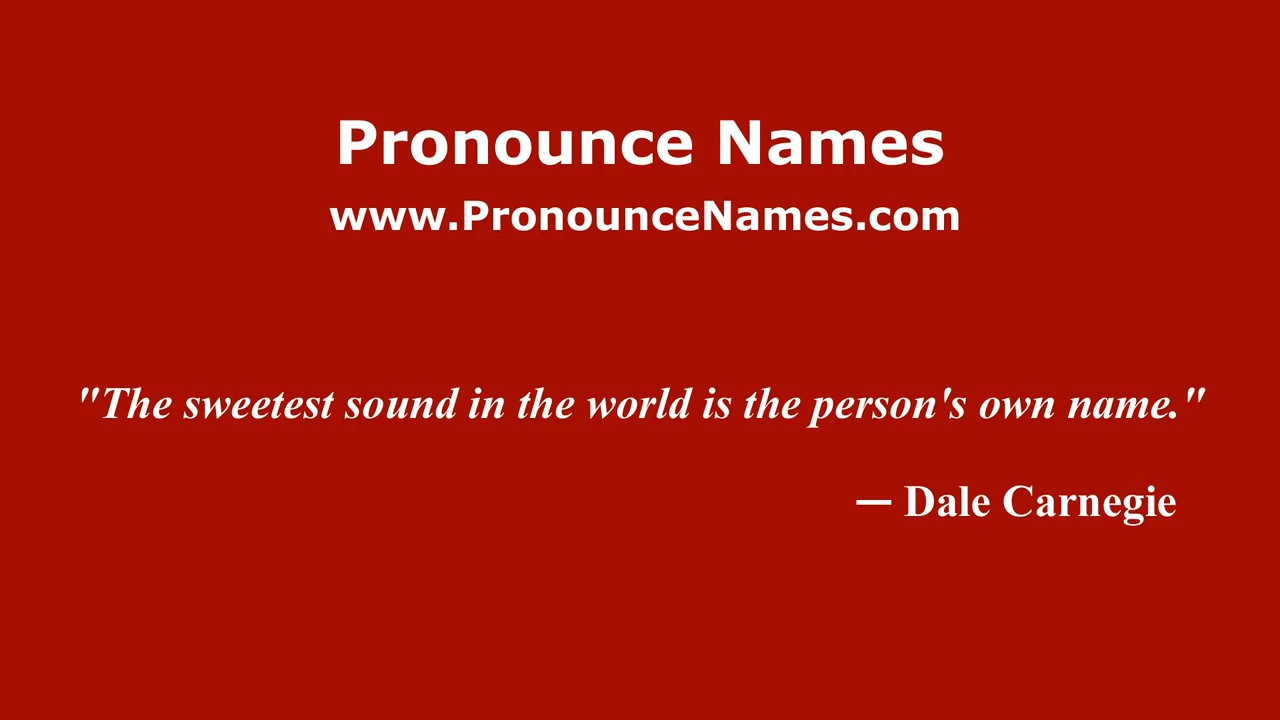 Pronounce Names
www.PronounceNames.com
"The sweetest sound in the world is the person's own name."
— Dale Carnegie